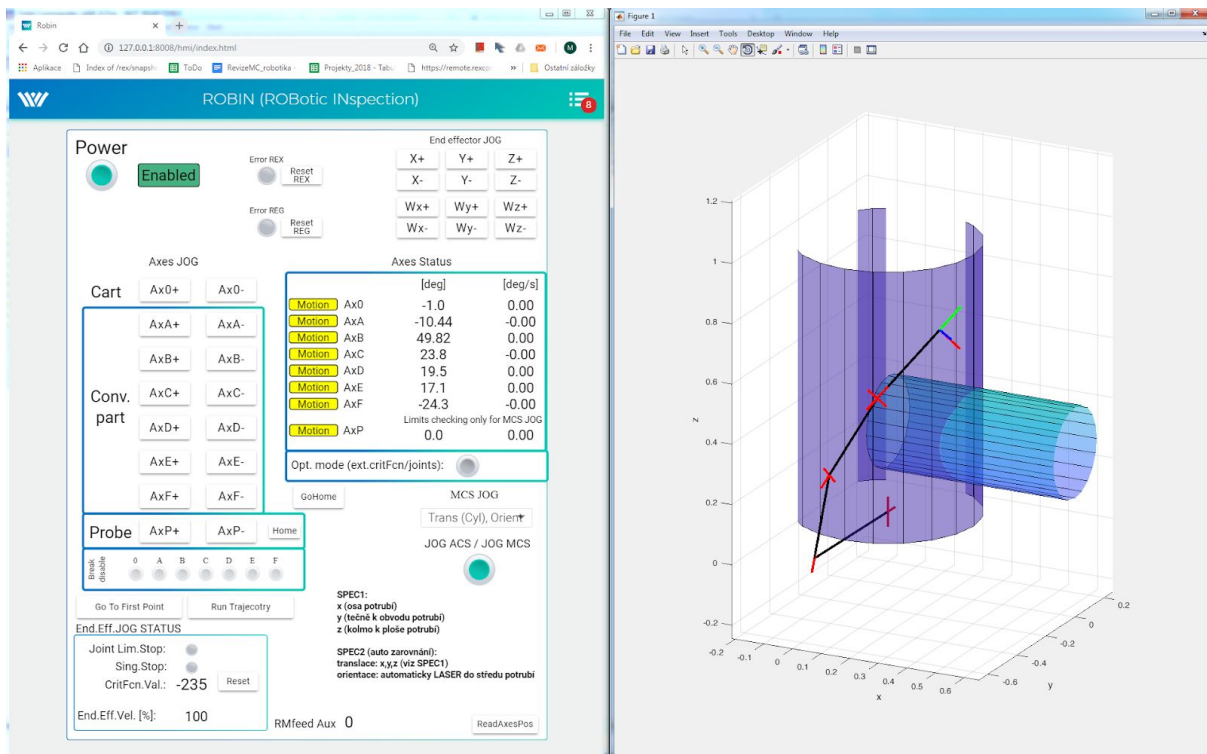 Robin
127.0.0.1:8008/hmi/index.html
M
Aplikace
Index of /rex/snapsh
ToDo
RevizeMC_robotika -
Projekty_2018 - Tabu
https://remote.rexco
»
Ostatní záložky
ROBIN (ROBotic INspection)
8
Power
Enabled
Error REX
Reset
REX
Error REG
Reset
REG
End effector JOG
X+ Y+ Z+
X- Y- Z-
Wx+ Wy+ Wz+
Wx- Wy- Wz-
Axes JOG
Cart Ax0+ Ax0-
Conv.
part
AxA+ AxA-
AxB+ AxB-
AxC+ AxC-
AxD+ AxD-
AxE+ AxE-
AxF+ AxF-
Probe AxP+ AxP- Home
Break
disable
0 A B C D E F
Axes Status
[deg] [deg/s]
Motion Ax0 -1.0 0.00
Motion AxA -10.44 -0.00
Motion AxB 49.82 0.00
Motion AxC 23.8 -0.00
Motion AxD 19.5 0.00
Motion AxE 17.1 0.00
Motion AxF -24.3 -0.00
Limits checking only for MCS JOG
Motion AxP 0.0 0.00
Opt. mode (ext.critFcn/joints):
GoHome
MCS JOG
Trans (Cyl), Orient
JOG ACS / JOG MCS
Go To First Point
Run Trajecotry
End.Eff.JOG STATUS
Joint Lim.Stop:
Sing.Stop:
CritFcn.Val.: -235 Reset
End.Eff.Vel. [%]: 100
SPEC1:
x (osa potrubí)
y (tečně k obvodu potrubí)
z (kolmo k ploše potrubí)
SPEC2 (auto zarovnání):
translace: x,y,z (viz SPEC1)
orientace: automaticky LASER do středu potrubí
RMfeed Aux 0
ReadAxesPos
Figure 1
File Edit View Insert Tools Desktop Window Help
1.2
1
0.8
0.6
0.4
0.2
0
-0.2
z
-0.2 -0.1 0 0.1 0.2 0.3 0.4 0.5 0.6
x
-0.6 -0.4 -0.2 0 0.2
y